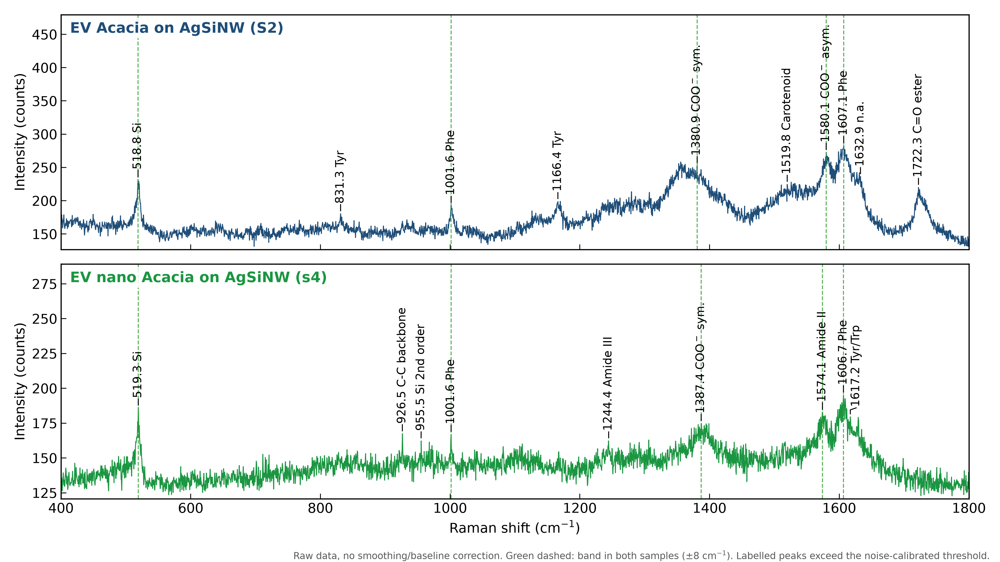 EV Acacia on AgSiNW (S2)
Intensity (counts)
450
400
350
300
250
200
150
518.8 Si
831.3 Tyr
1001.6 Phe
1166.4 Tyr
1380.9 COO⁻ sym.
1519.8 Carotenoid
1580.1 COO⁻ asym.
1607.1 Phe
1632.9 n.a.
1722.3 C=O ester
EV nano Acacia on AgSiNW (s4)
Intensity (counts)
275
250
225
200
175
150
125
519.3 Si
926.5 C-C backbone
955.5 Si 2nd order
1001.6 Phe
1244.4 Amide III
1387.4 COO⁻ sym.
1574.1 Amide II
1606.7 Phe
1617.2 Tyr/Trp
400 600 800 1000 1200 1400 1600 1800
Raman shift (cm⁻¹)
Raw data, no smoothing/baseline correction. Green dashed: band in both samples (±8 cm⁻¹). Labelled peaks exceed the noise-calibrated threshold.